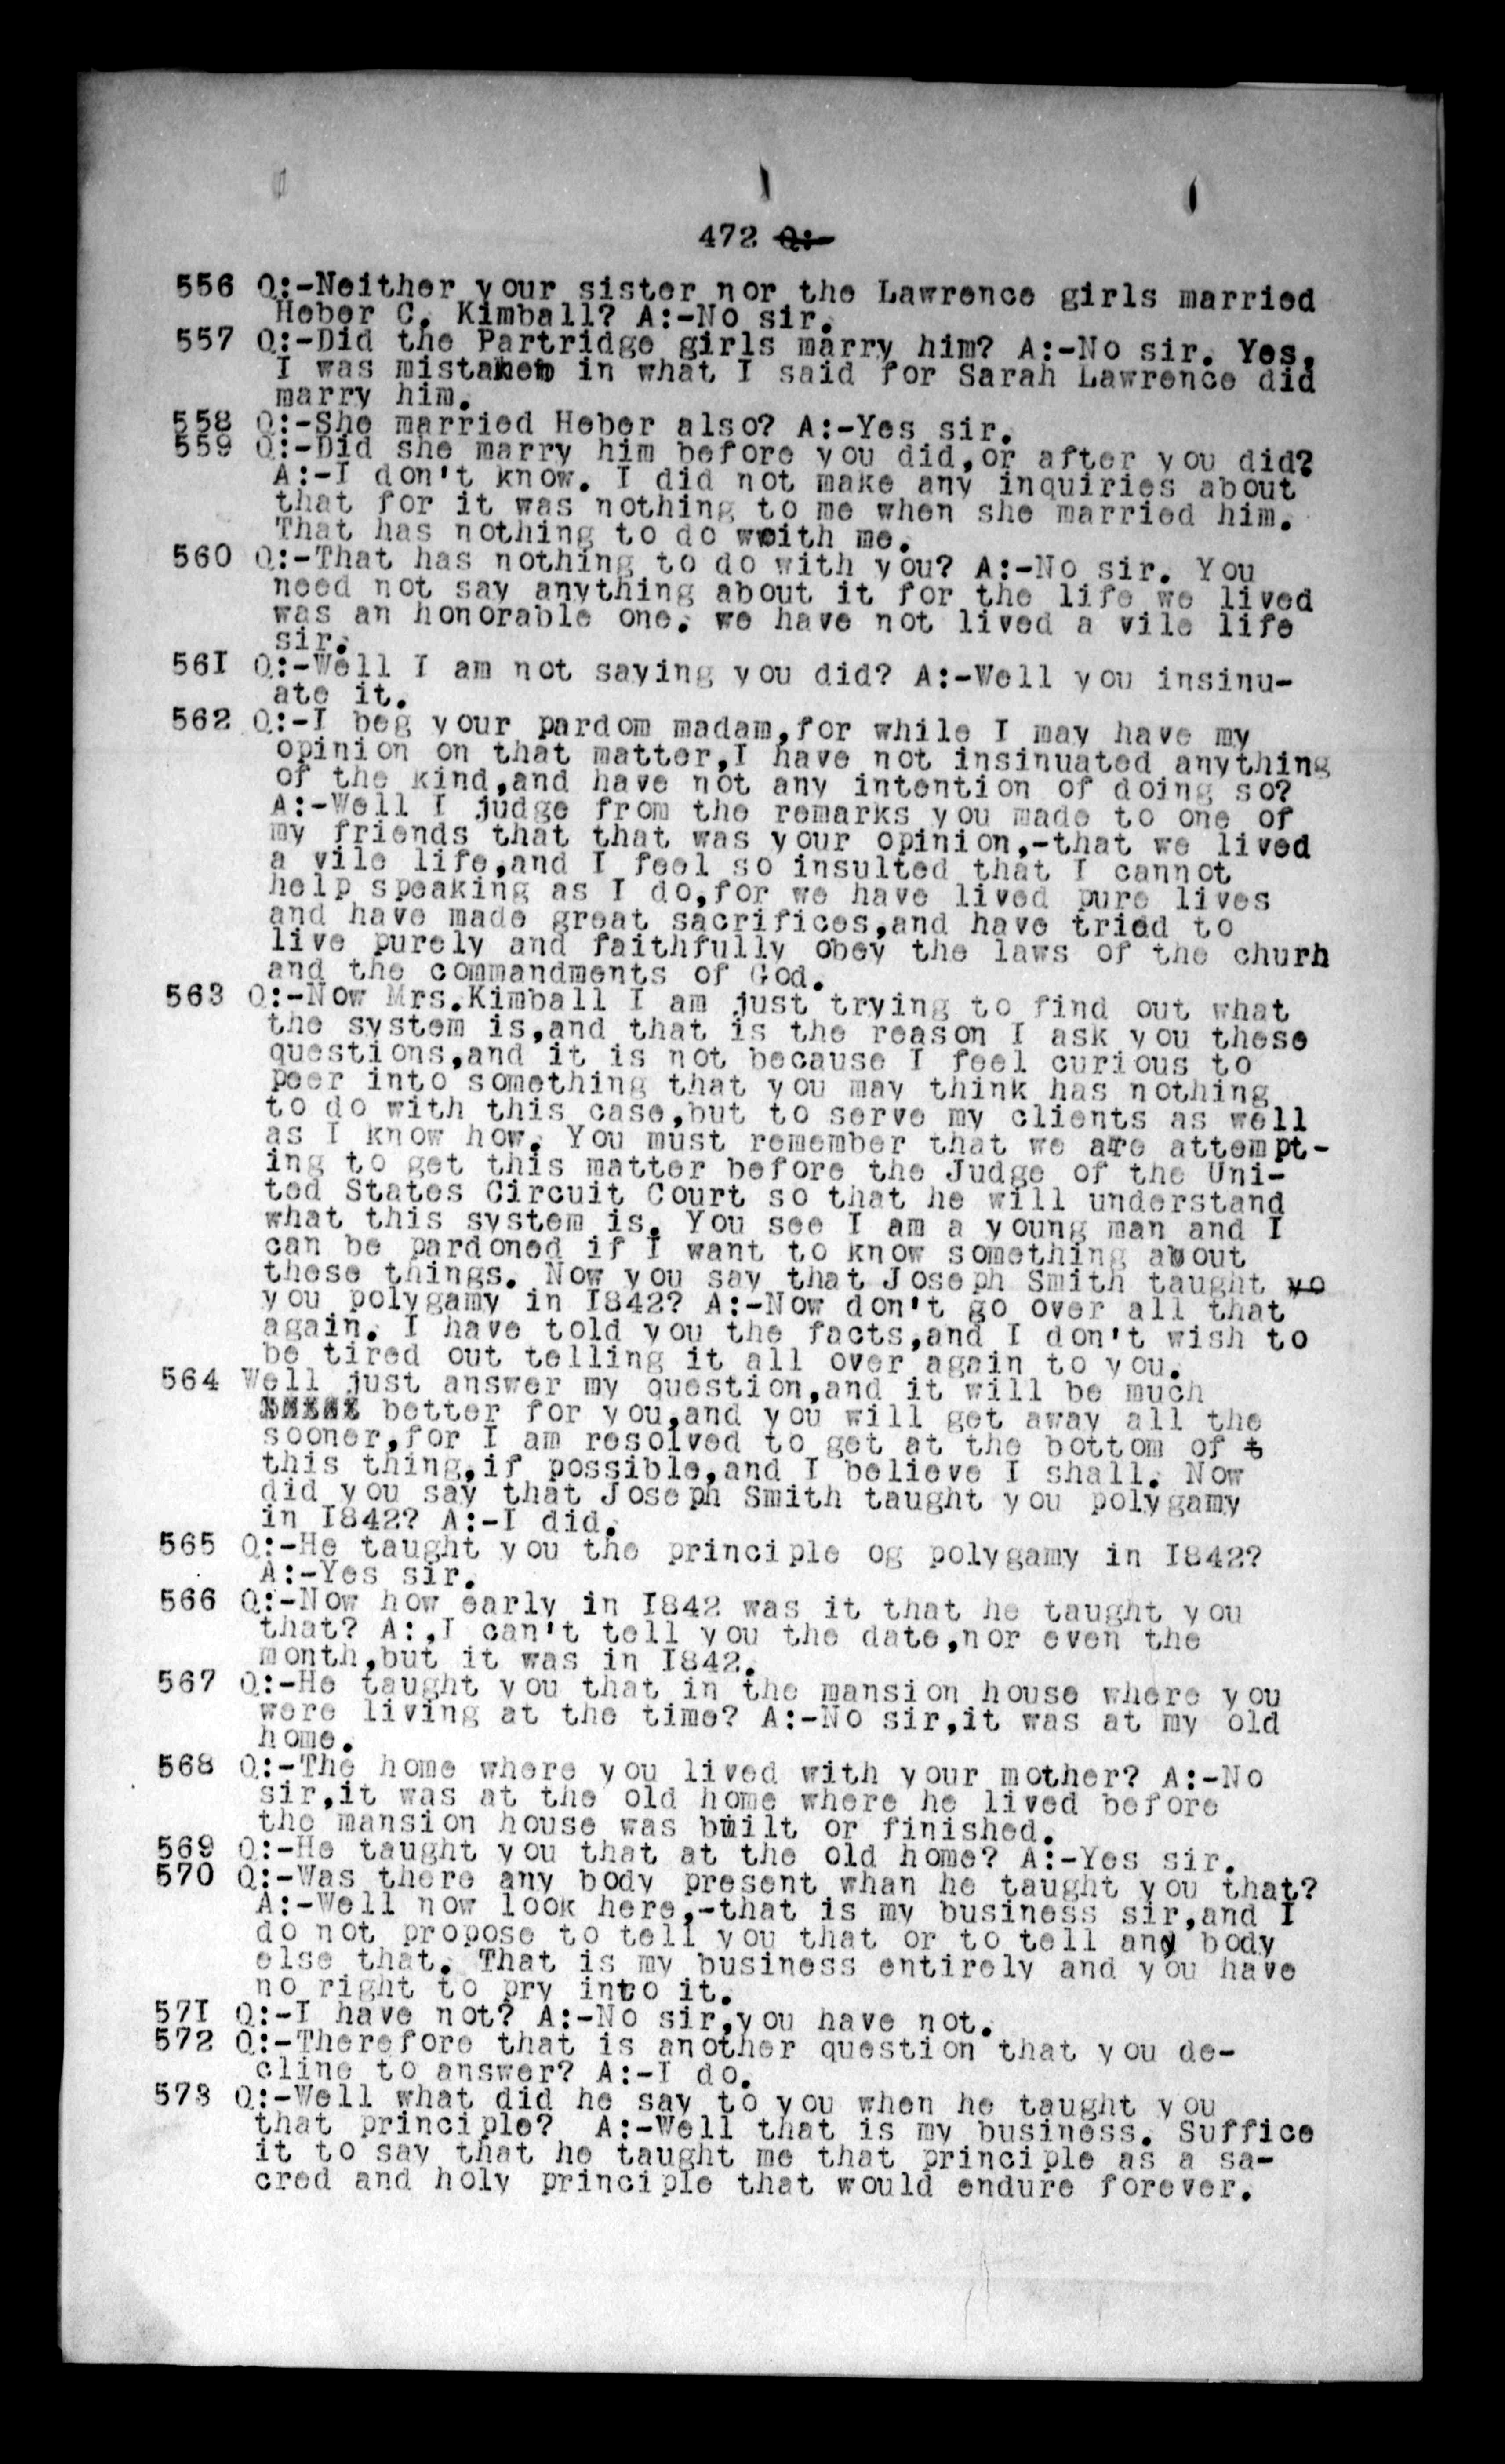 472 Q:-
556 Q:-Neither your sister nor the Lawrence girls married
Heber C. Kimball? A:-No sir.
557 Q:-Did the Partridge girls marry him? A:-No sir. Yes,
I was mistaken in what I said for Sarah Lawrence did
marry him.
558 Q:-She married Heber also? A:-Yes sir.
559 Q:-Did she marry him before you did,or after you did?
A:-I don't know. I did not make any inquiries about
that for it was nothing to me when she married him.
That has nothing to do with me.
560 Q:-That has nothing to do with you? A:-No sir. You
need not say anything about it for the life we lived
was an honorable one. we have not lived a vile life
sir.
561 Q:-Well I am not saying you did? A:-Well you insinu-
ate it.
562 Q:-I beg your pardom madam,for while I may have my
opinion on that matter,I have not insinuated anything
of the kind,and have not any intention of doing so?
A:-Well I judge from the remarks you made to one of
my friends that that was your opinion,-that we lived
a vile life,and I feel so insulted that I cannot
help speaking as I do,for we have lived pure lives
and have made great sacrifices,and have tried to
live purely and faithfully obey the laws of the churh
and the commandments of God.
563 Q:-Now Mrs.Kimball I am just trying to find out what
the system is,and that is the reason I ask you these
questions,and it is not because I feel curious to
peer into something that you may think has nothing
to do with this case,but to serve my clients as well
as I know how. You must remember that we are attempt-
ing to get this matter before the Judge of the Uni-
ted States Circuit Court so that he will understand
what this system is. You see I am a young man and I
can be pardoned if I want to know something about
these things. Now you say that Joseph Smith taught yo
you polygamy in I842? A:-Now don't go over all that
again. I have told you the facts,and I don't wish to
be tired out telling it all over again to you.
564 Well just answer my question,and it will be much
better for you,and you will get away all the
sooner,for I am resolved to get at the bottom of t
this thing,if possible,and I believe I shall. Now
did you say that Joseph Smith taught you polygamy
in I842? A:-I did.
565 Q:-He taught you the principle og polygamy in I842?
A:-Yes sir.
566 Q:-Now how early in I842 was it that he taught you
that? A:,I can't tell you the date,nor even the
month,but it was in I842.
567 Q:-He taught you that in the mansion house where you
were living at the time? A:-No sir,it was at my old
home.
568 Q:-The home where you lived with your mother? A:-No
sir,it was at the old home where he lived before
the mansion house was built or finished.
569 Q:-He taught you that at the old home? A:-Yes sir.
570 Q:-Was there any body present whan he taught you that?
A:-Well now look here,-that is my business sir,and I
do not propose to tell you that or to tell any body
else that. That is my business entirely and you have
no right to pry into it.
57I Q:-I have not? A:-No sir,you have not.
572 Q:-Therefore that is another question that you de-
cline to answer? A:-I do.
573 Q:-Well what did he say to you when he taught you
that principle? A:-Well that is my business. Suffice
it to say that he taught me that principle as a sa-
cred and holy principle that would endure forever.